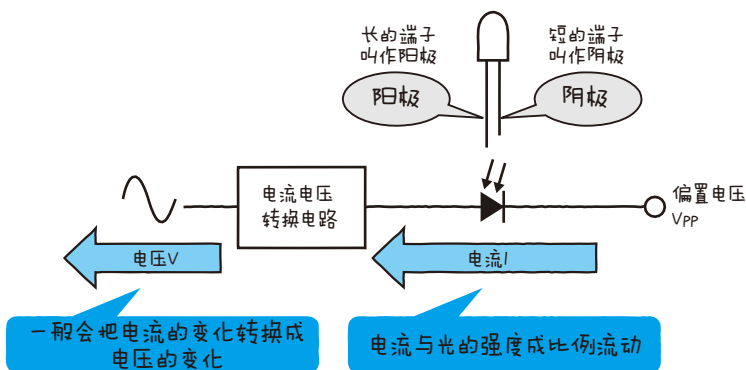 长的端子
叫作阳极
短的端子
叫作阴极
阳极
阴极
电流电压
转换电路
偏置电压
VPP
电压V
电流I
一般会把电流的变化转换成
电压的变化
电流与光的强度成比例流动